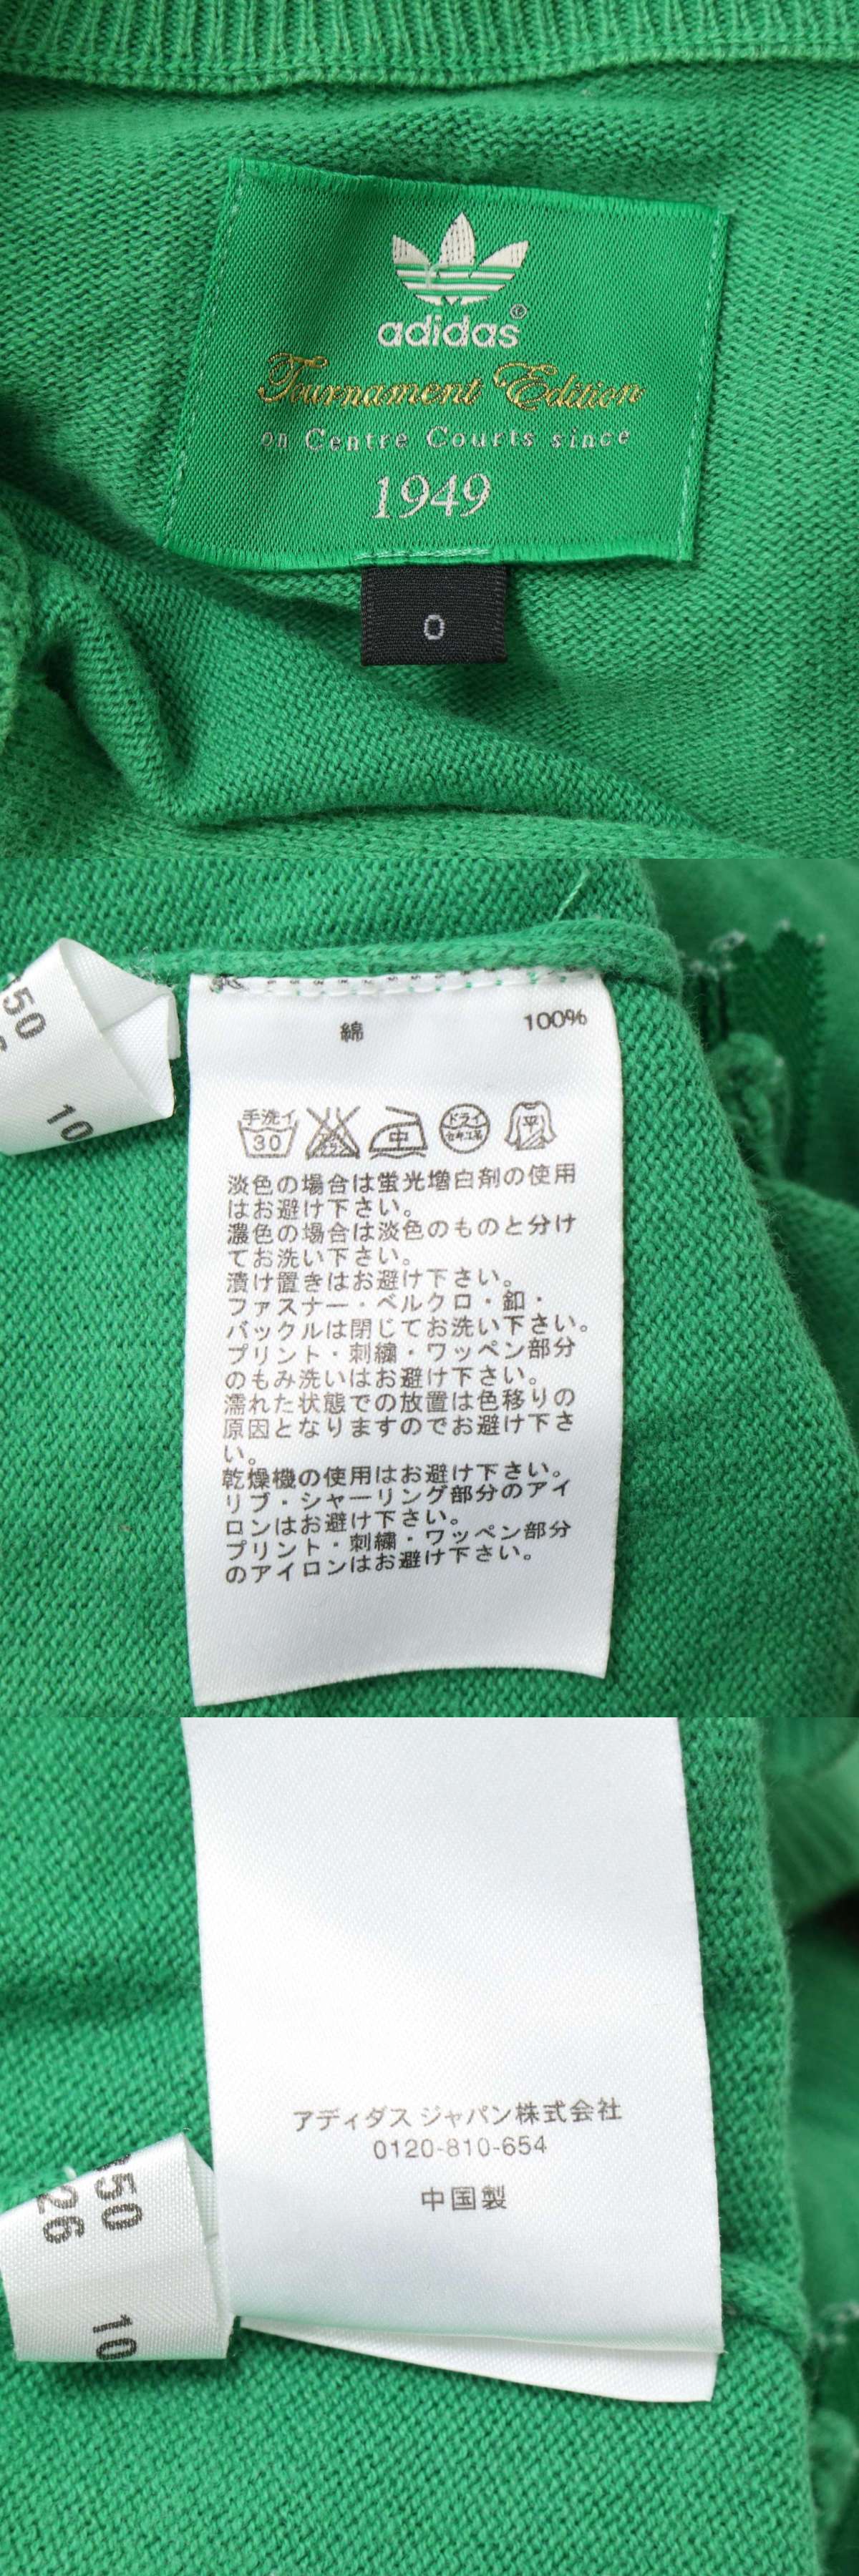 adidas®
Tournament Edition
on Centre Courts since
1949
0
50
10
綿 100%
手洗イ
30
中
ドライ
セキユ系
平
淡色の場合は蛍光増白剤の使用
はお避け下さい。
濃色の場合は淡色のものと分け
てお洗い下さい。
漬け置きはお避け下さい。
ファスナー・ベルクロ・釦・
バックルは閉じてお洗い下さい。
プリント・刺繍・ワッペン部分
のもみ洗いはお避け下さい。
濡れた状態での放置は色移りの
原因となりますのでお避け下さ
い。
乾燥機の使用はお避け下さい。
リブ・シャーリング部分のアイ
ロンはお避け下さい。
プリント・刺繍・ワッペン部分
のアイロンはお避け下さい。
アディダス ジャパン株式会社
0120-810-654
中国製
50
26
10